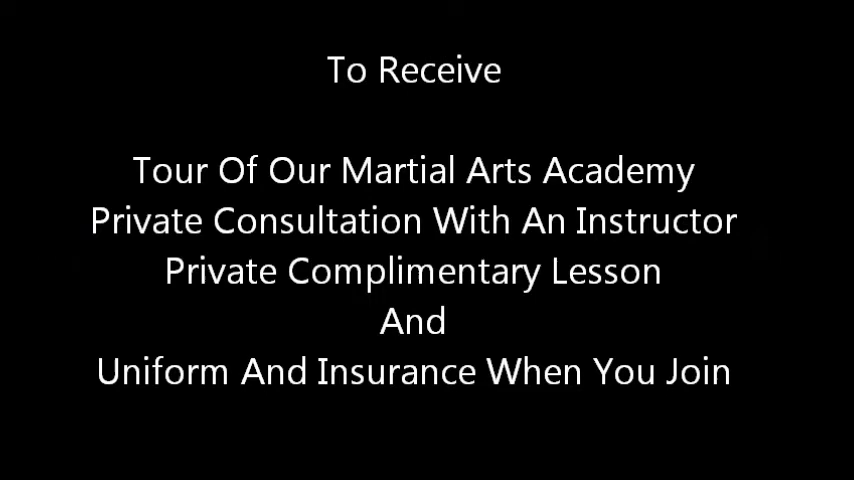 To Receive
Tour Of Our Martial Arts Academy
Private Consultation With An Instructor
Private Complimentary Lesson
And
Uniform And Insurance When You Join